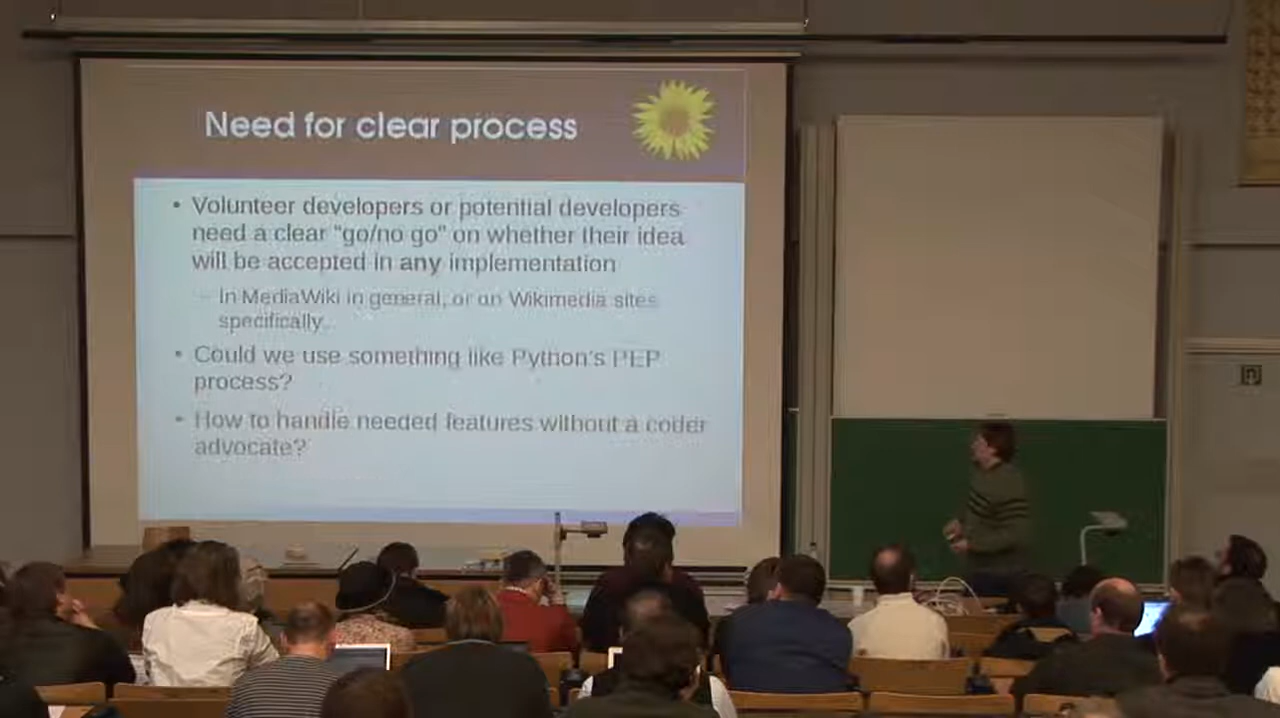 Need for clear process
• Volunteer developers or potential developers
need a clear "go/no go" on whether their idea
will be accepted in any implementation
– In MediaWiki in general, or on Wikimedia sites
specifically.
• Could we use something like Python's PEP
process?
• How to handle needed features without a coder
advocate?